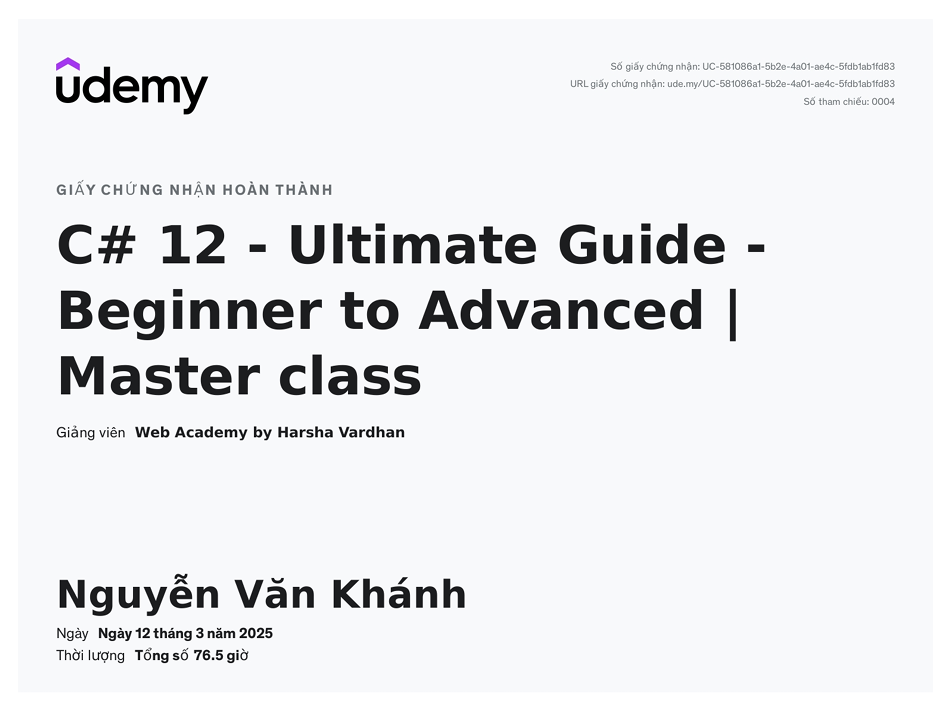 udemy
Số giấy chứng nhận: UC-581086a1-5b2e-4a01-ae4c-5fdb1ab1fd83
URL giấy chứng nhận: ude.my/UC-581086a1-5b2e-4a01-ae4c-5fdb1ab1fd83
Số tham chiếu: 0004
GIẤY CHỨNG NHẬN HOÀN THÀNH
C# 12 - Ultimate Guide -
Beginner to Advanced |
Master class
Giảng viên Web Academy by Harsha Vardhan
Nguyễn Văn Khánh
Ngày Ngày 12 tháng 3 năm 2025
Thời lượng Tổng số 76.5 giờ